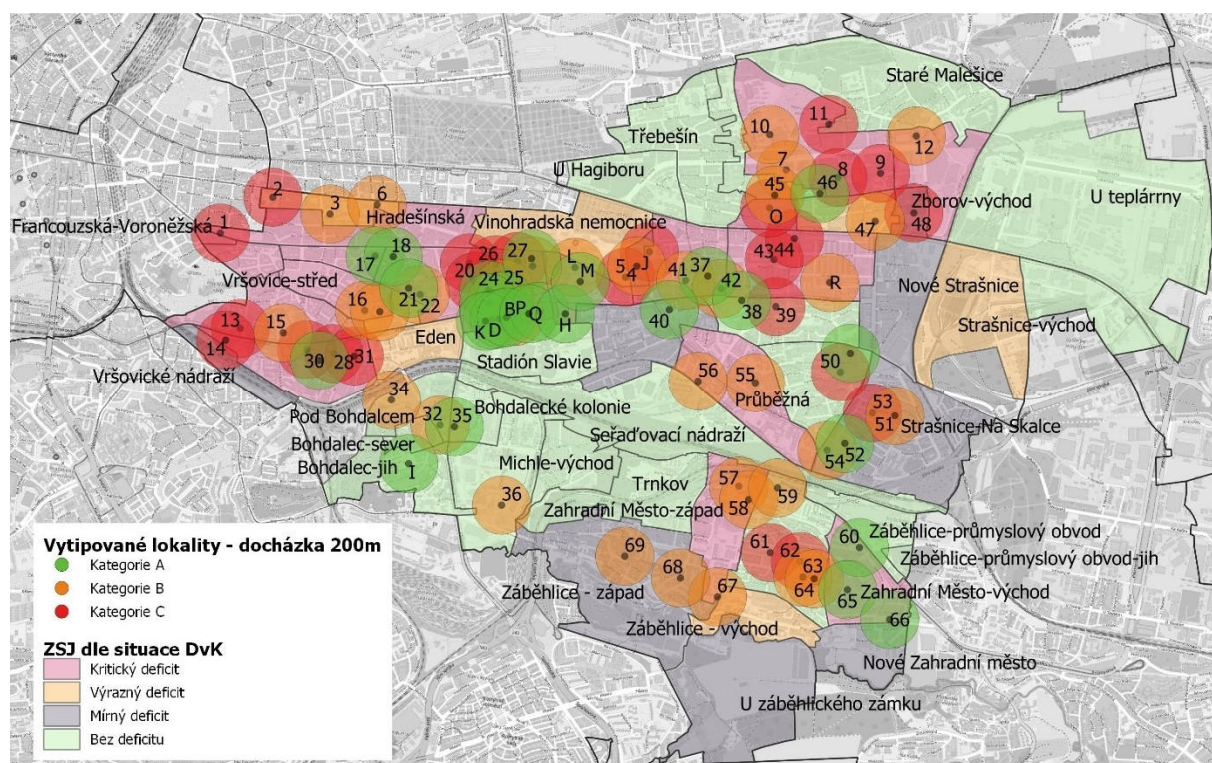 Staré Malešice
11
10
Třebešín
12
7
8
9
U Hagiboru
45
46
U teplárrny
2
3
6
Zborov-východ
O
Hradešínská
Vinohradská nemocnice
47
48
Francouzská-Voroněžská
1
43
44
18
17
26
27
L
M
5
J
4
41
37
42
R
20
24
25
Vršovice-střed
Nové Strašnice
21
22
16
38
39
40
BP
Q
H
K
D
13
15
14
Eden
Strašnice-východ
Stadión Slavie
30
28
31
50
Vršovické nádraží
56
55
34
Průběžná
Pod Bohdalcem
Bohdalecké kolonie
32
35
53
51
Strašnice-Na Skalce
Seřaďovací nádraží
Bohdalec-sever
54
52
Bohdalec-jih
1
Michle-východ
Trnkov
57
59
36
58
Zahradní Město-západ
Záběhlice-průmyslový obvod
60
61
62
69
Záběhlice-průmyslový obvod-jih
63
68
64
65
Záběhlice - západ
Zahradní Město-východ
67
66
Záběhlice - východ
Nové Zahradní město
U záběhlického zámku
Vytipované lokality - docházka 200m
Kategorie A
Kategorie B
Kategorie C
ZSJ dle situace DvK
Kritický deficit
Výrazný deficit
Mírný deficit
Bez deficitu